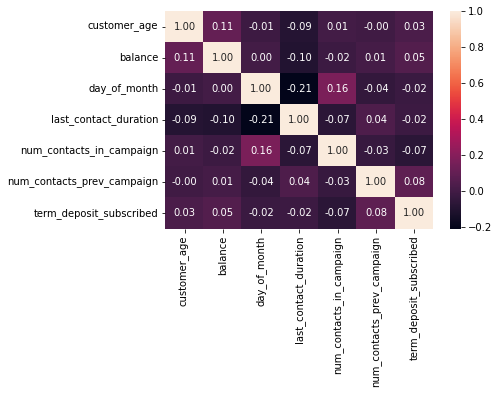 customer_age 1.00 0.11 -0.01 -0.09 0.01 -0.00 0.03
balance 0.11 1.00 0.00 -0.10 -0.02 0.01 0.05
day_of_month -0.01 0.00 1.00 -0.21 0.16 -0.04 -0.02
last_contact_duration -0.09 -0.10 -0.21 1.00 -0.07 0.04 -0.02
num_contacts_in_campaign 0.01 -0.02 0.16 -0.07 1.00 -0.03 -0.07
num_contacts_prev_campaign -0.00 0.01 -0.04 0.04 -0.03 1.00 0.08
term_deposit_subscribed 0.03 0.05 -0.02 -0.02 -0.07 0.08 1.00
customer_age
balance
day_of_month
last_contact_duration
num_contacts_in_campaign
num_contacts_prev_campaign
term_deposit_subscribed
1.0
0.8
0.6
0.4
0.2
0.0
−0.2